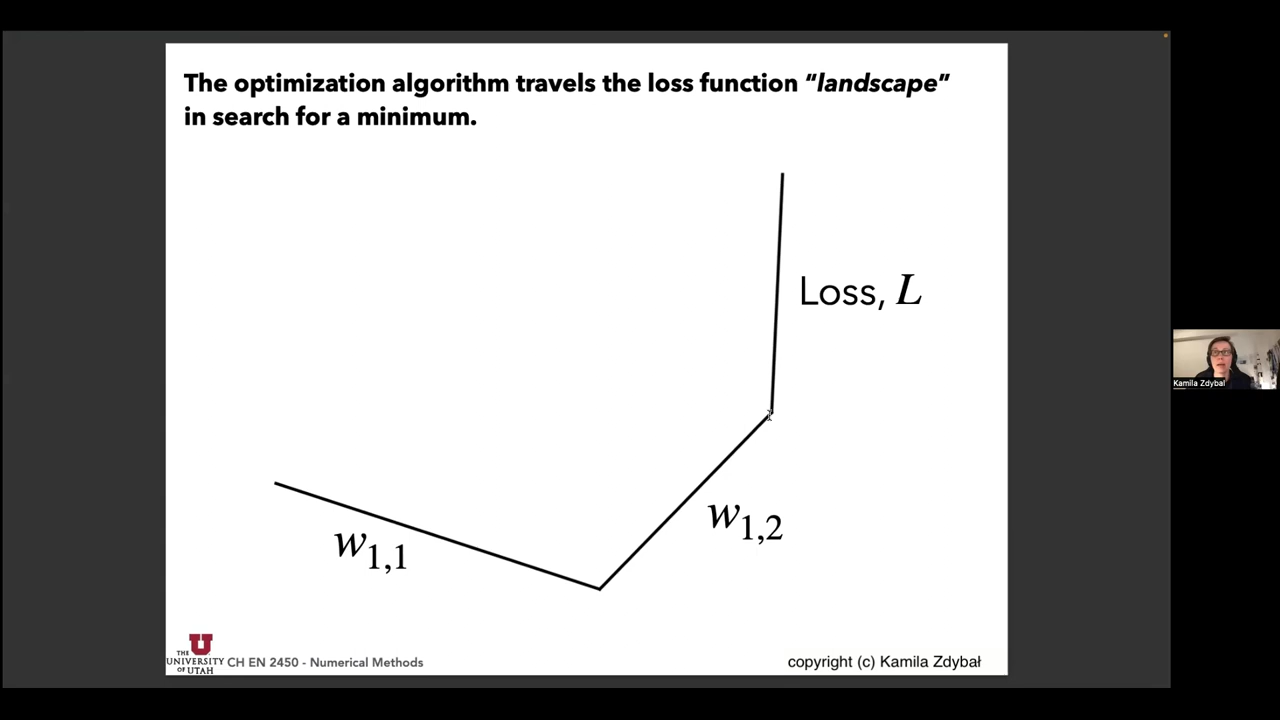 The optimization algorithm travels the loss function “landscape”
in search for a minimum.
Loss, L
w1,2
w1,1
Kamila Zdybal
U
THE
UNIVERSITY
OF UTAH
CH EN 2450 - Numerical Methods
copyright (c) Kamila Zdybał